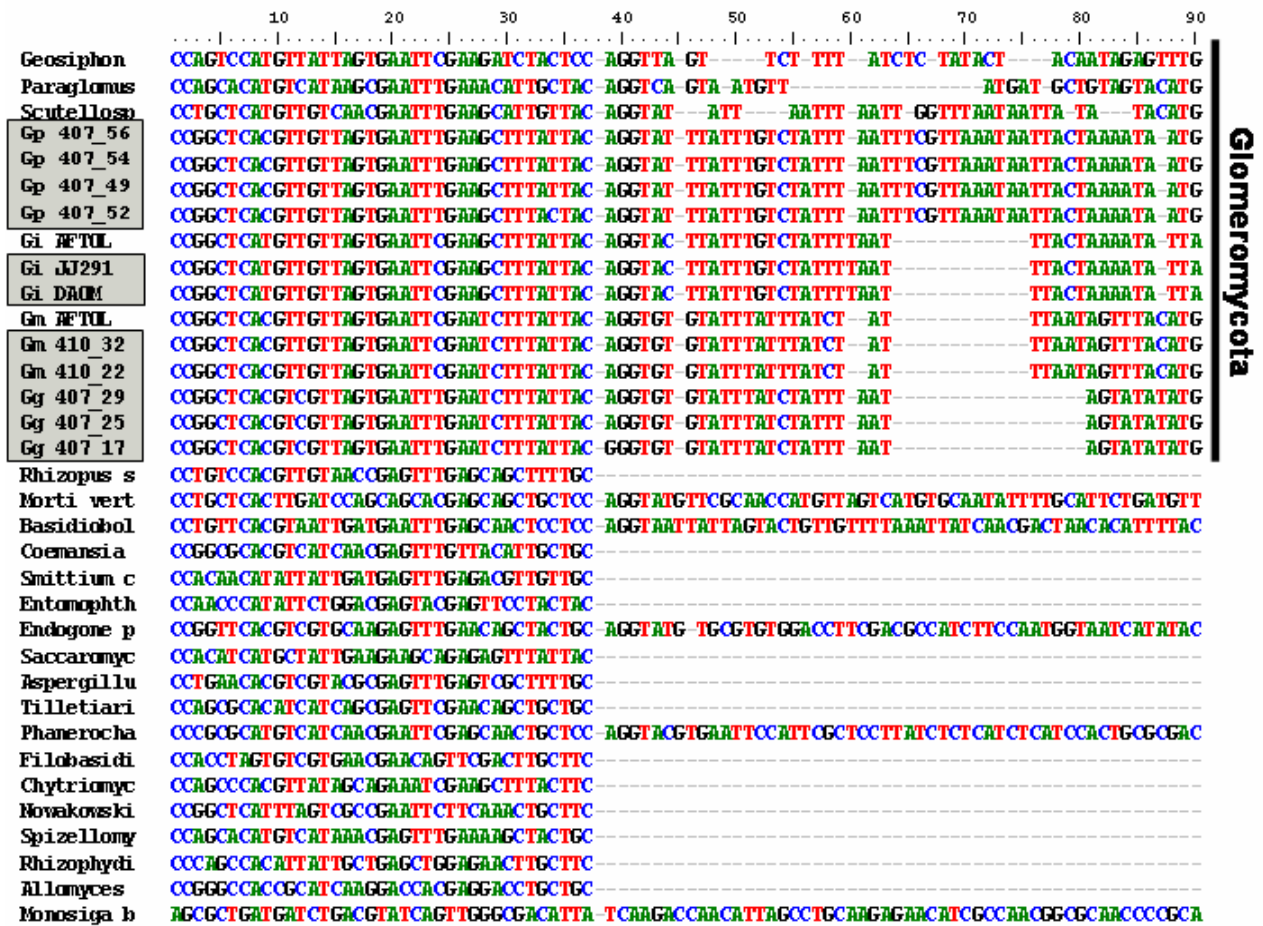 10 20 30 40 50 60 70 80 90
Geosiphon CCAGTCCATGTTATTAGTGAATTCGAAGATCTACTCC-AGGTTA-GT-----TCT-TTT--ATCTC-TATACT----ACAATAGAGTTTG
Paraglomus CCAGCACATGTCATAAGCGAATTTGAAACATTGCTAC-AGGTCA-GTA-ATGTT-----------------ATGAT-GCTGTAGTACATG
Scutellosp CCTGCTCATGTTGTCAACGAATTTGAAGCATTGTTAC-AGGTAT---ATT----AATTT-AATT-GGTTTAATAATTA-TA---TACATG
Gp 407_56 CCGGCTCACGTTGTTAGTGAATTTGAAGCTTTATTAC-AGGTAT-TTATTTGTCTATTT-AATTTCGTTAAATAATTACTAAAATA-ATG
Gp 407_54 CCGGCTCACGTTGTTAGTGAATTTGAAGCTTTATTAC-AGGTAT-TTATTTGTCTATTT-AATTTCGTTAAATAATTACTAAAATA-ATG
Gp 407_49 CCGGCTCACGTTGTTAGTGAATTTGAAGCTTTATTAC-AGGTAT-TTATTTGTCTATTT-AATTTCGTTAAATAATTACTAAAATA-ATG
Gp 407_52 CCGGCTCACGTTGTTAGTGAATTTGAAGCTTTACTAC-AGGTAT-TTATTTGTCTATTT-AATTTCGTTAAATAATTACTAAAATA-ATG
Gi AFTOL CCGGCTCATGTTGTTAGTGAATTCGAAGCTTTATTAC-AGGTAC-TTATTTGTCTATTTTAAT------------TTACTAAAATA-TTA
Gi JJ291 CCGGCTCATGTTGTTAGTGAATTCGAAGCTTTATTAC-AGGTAC-TTATTTGTCTATTTTAAT------------TTACTAAAATA-TTA
Gi DAOM CCGGCTCATGTTGTTAGTGAATTCGAAGCTTTATTAC-AGGTAC-TTATTTGTCTATTTTAAT------------TTACTAAAATA-TTA
Gm AFTOL CCGGCTCACGTTGTTAGTGAATTCGAATCTTTATTAC-AGGTGT-GTATTTATTTATCT--AT------------TTAATAGTTTACATG
Gm 410_32 CCGGCTCACGTTGTTAGTGAATTCGAATCTTTATTAC-AGGTGT-GTATTTATTTATCT--AT------------TTAATAGTTTACATG
Gm 410_22 CCGGCTCACGTTGTTAGTGAATTCGAATCTTTATTAC-AGGTGT-GTATTTATTTATCT--AT------------TTAATAGTTTACATG
Gg 407_29 CCGGCTCACGTCGTTAGTGAATTTGAATCTTTATTAC-AGGTGT-GTATTTATCTATTT-AAT-----------------AGTATATATG
Gg 407_25 CCGGCTCACGTCGTTAGTGAATTTGAATCTTTATTAC-AGGTGT-GTATTTATCTATTT-AAT-----------------AGTATATATG
Gg 407_17 CCGGCTCACGTCGTTAGTGAATTTGAATCTTTATTAC-GGGTGT-GTATTTATCTATTT-AAT-----------------AGTATATATG
Rhizopus s CCTGTCCACGTTGTAACCGAGTTTGAGCAGCTTTTGC-----------------------------------------------------
Morti vert CCTGCTCACTTGATCCAGCAGCACGAGCAGCTGCTCC-AGGTATGTTCGCAACCATGTTAGTCATGTGCAATATTTTGCATTCTGATGTT
Basidiobol CCTGTTCACGTAATTGATGAATTTGAGCAACTCCTCC-AGGTAATTATTAGTACTGTTGTTTTAAATTATCAACGACTAACACATTTTAC
Coemansia CCGGCGCACGTCATCAACGAGTTTGTTACATTGCTGC-----------------------------------------------------
Smittium c CCACAACATATTATTGATGAGTTTGAGACGTTGTTGC-----------------------------------------------------
Entomophth CCAACCCATATTCTGGACGAGTACGAGTTCCTACTAC-----------------------------------------------------
Endogone p CCGGTTCACGTCGTGCAAGAGTTTGAACAGCTACTGC-AGGTATG-TGCGTGTGGACCTTCGACGCCATCTTCCAATGGTAATCATATAC
Saccaromyc CCACATCATGCTATTGAAGAAGCAGAGAGTTTATTAC-----------------------------------------------------
Aspergillu CCTGAACACGTCGTACGCGAGTTTGAGTCGCTTTTGC-----------------------------------------------------
Tilletiari CCAGCGCACATCATCAGCGAGTTCGAACAGCTGCTGC-----------------------------------------------------
Phanerocha CCCGCGCATGTCATCAACGAATTCGAGCAACTGCTCC-AGGTACGTGAATTCCATTCGCTCCTTATCTCTCATCTCATCCACTGCGCGAC
Filobasidi CCACCTAGTGTCGTGAACGAACAGTTCGACTTGCTTC-----------------------------------------------------
Chytriomyc CCAGCCCACGTTATAGCAGAAATCGAAGCTTTACTTC-----------------------------------------------------
Nowakowski CCGGCTCATTTAGTCGCCGAATTCTTCAAACTGCTTC-----------------------------------------------------
Spizellomy CCAGCACATGTCATAAACGAGTTTGAAAAGCTACTGC-----------------------------------------------------
Rhizophydi CCCAGCCACATTATTGCTGAGCTGGAGAACTTGCTTC-----------------------------------------------------
Allomyces CCGGGCCACCGCATCAAGGACCACGAGGACCTGCTGC-----------------------------------------------------
Monosiga b AGCGCTGATGATCTGACGTATCAGTTGGGCGACATTA-TCAAGACCAACATTAGCCTGCAAGAGAACATCGCCAACGGCGCAACCCCGCA
Glomeromycota